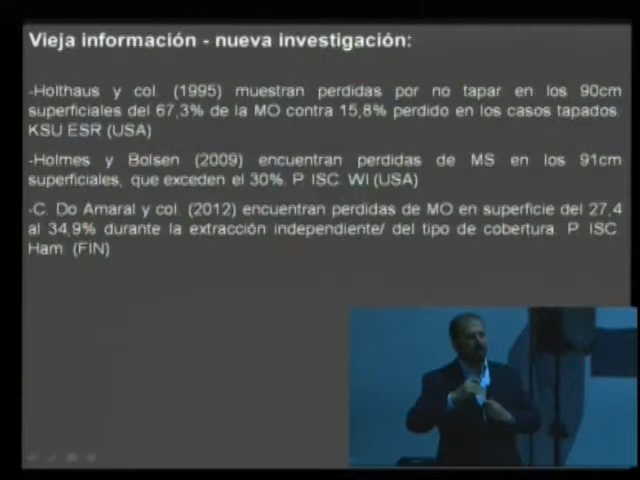 Vieja información - nueva investigación:
-Holthaus y col. (1995) muestran perdidas por no tapar en los 90cm
superficiales del 67,3% de la MO contra 15,8% perdido en los casos tapados.
KSU ESR (USA)
-Holmes y Bolsen (2009) encuentran perdidas de MS en los 91cm
superficiales, que exceden el 30%. P. ISC. WI (USA)
-C. Do Amaral y col. (2012) encuentran perdidas de MO en superficie del 27,4
al 34,9% durante la extracción independiente/ del tipo de cobertura. P. ISC.
Ham. (FIN)